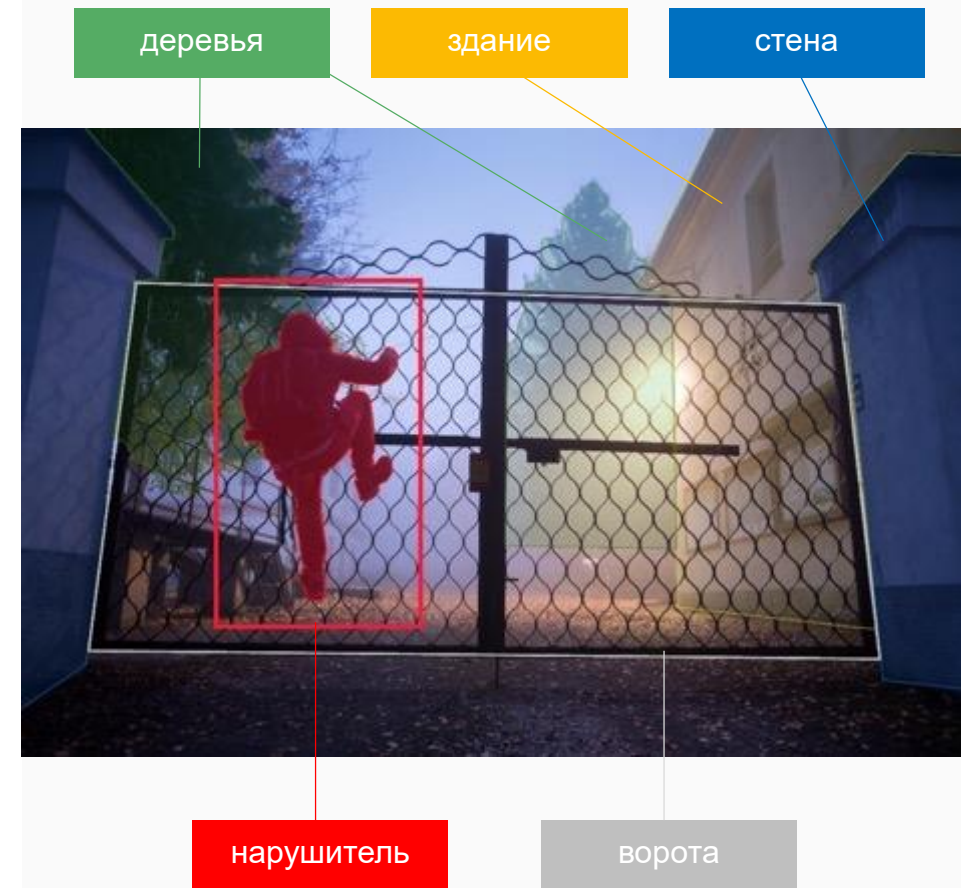 деревья
здание
стена
нарушитель
ворота